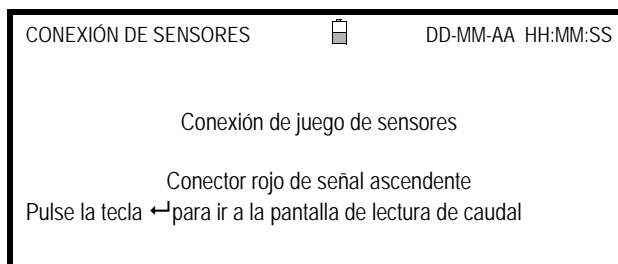 CONEXIÓN DE SENSORES DD-MM-AA HH:MM:SS
Conexión de juego de sensores
Conector rojo de señal ascendente
Pulse la tecla ↵para ir a la pantalla de lectura de caudal